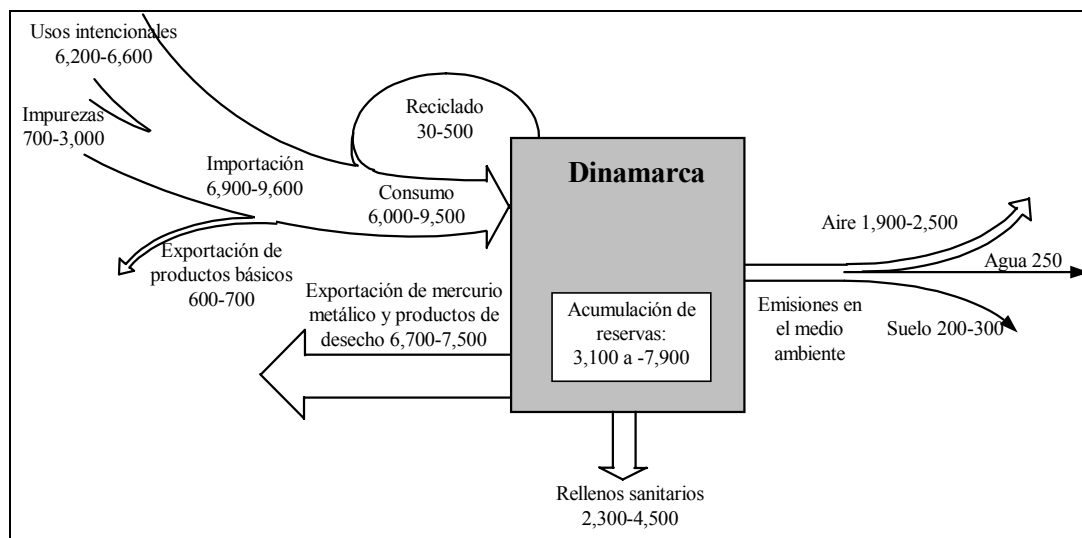 Usos intencionales
6,200-6,600
Impurezas
700-3,000
Reciclado
30-500
Importación
6,900-9,600
Consumo
6,000-9,500
Dinamarca
Exportación de
productos básicos
600-700
Exportación de mercurio
metálico y productos de
desecho 6,700-7,500
Acumulación de
reservas:
3,100 a -7,900
Aire 1,900-2,500
Agua 250
Emisiones en
el medio
ambiente
Suelo 200-300
Rellenos sanitarios
2,300-4,500